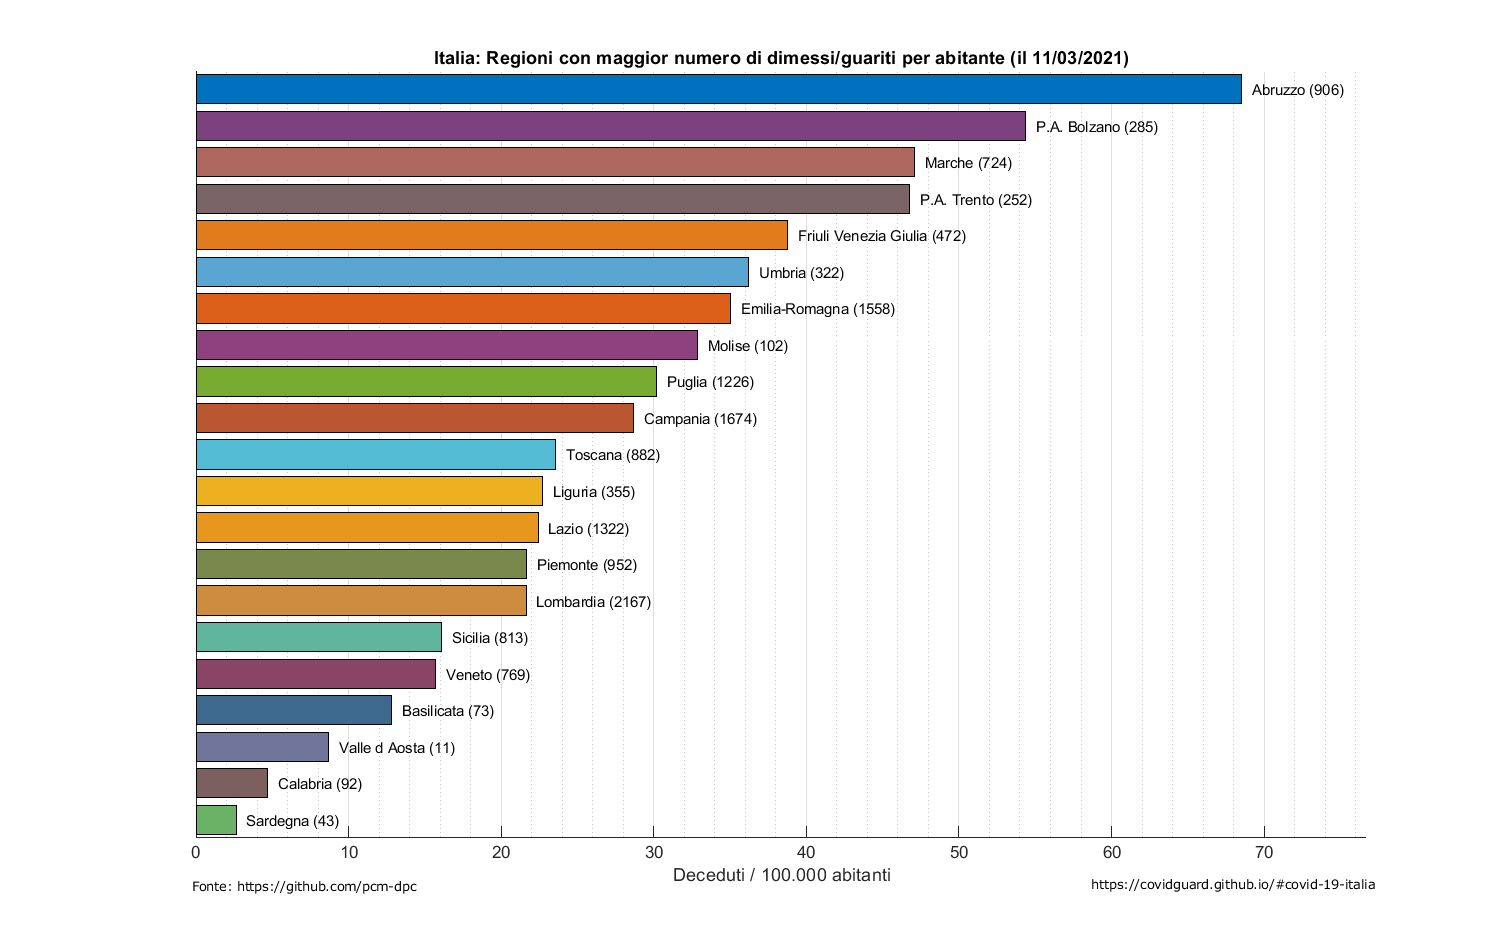 Italia: Regioni con maggior numero di dimessi/guariti per abitante (il 11/03/2021)
Abruzzo (906)
P.A. Bolzano (285)
Marche (724)
P.A. Trento (252)
Friuli Venezia Giulia (472)
Umbria (322)
Emilia-Romagna (1558)
Molise (102)
Puglia (1226)
Campania (1674)
Toscana (882)
Liguria (355)
Lazio (1322)
Piemonte (952)
Lombardia (2167)
Sicilia (813)
Veneto (769)
Basilicata (73)
Valle d Aosta (11)
Calabria (92)
Sardegna (43)
0 10 20 30 40 50 60 70
Deceduti / 100.000 abitanti
Fonte: https://github.com/pcm-dpc
https://covidguard.github.io/#covid-19-italia